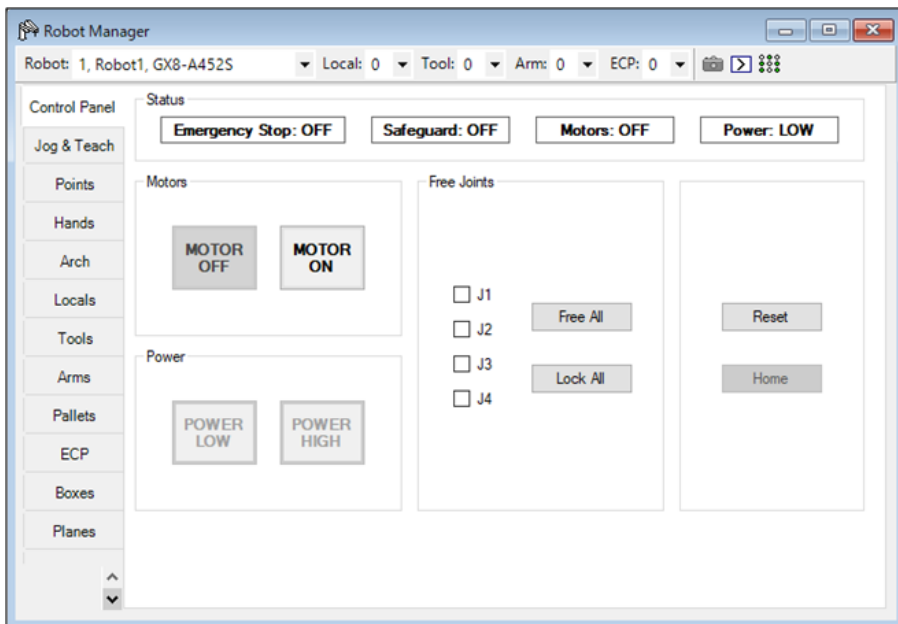 Robot Manager
Robot: 1, Robot1, GX8-A452S Local: 0 Tool: 0 Arm: 0 ECP: 0
Control Panel
Jog & Teach
Points
Hands
Arch
Locals
Tools
Arms
Pallets
ECP
Boxes
Planes
Status
Emergency Stop: OFF Safeguard: OFF Motors: OFF Power: LOW
Motors
MOTOR OFF
MOTOR ON
Power
POWER LOW
POWER HIGH
Free Joints
J1
J2
J3
J4
Free All
Lock All
Reset
Home